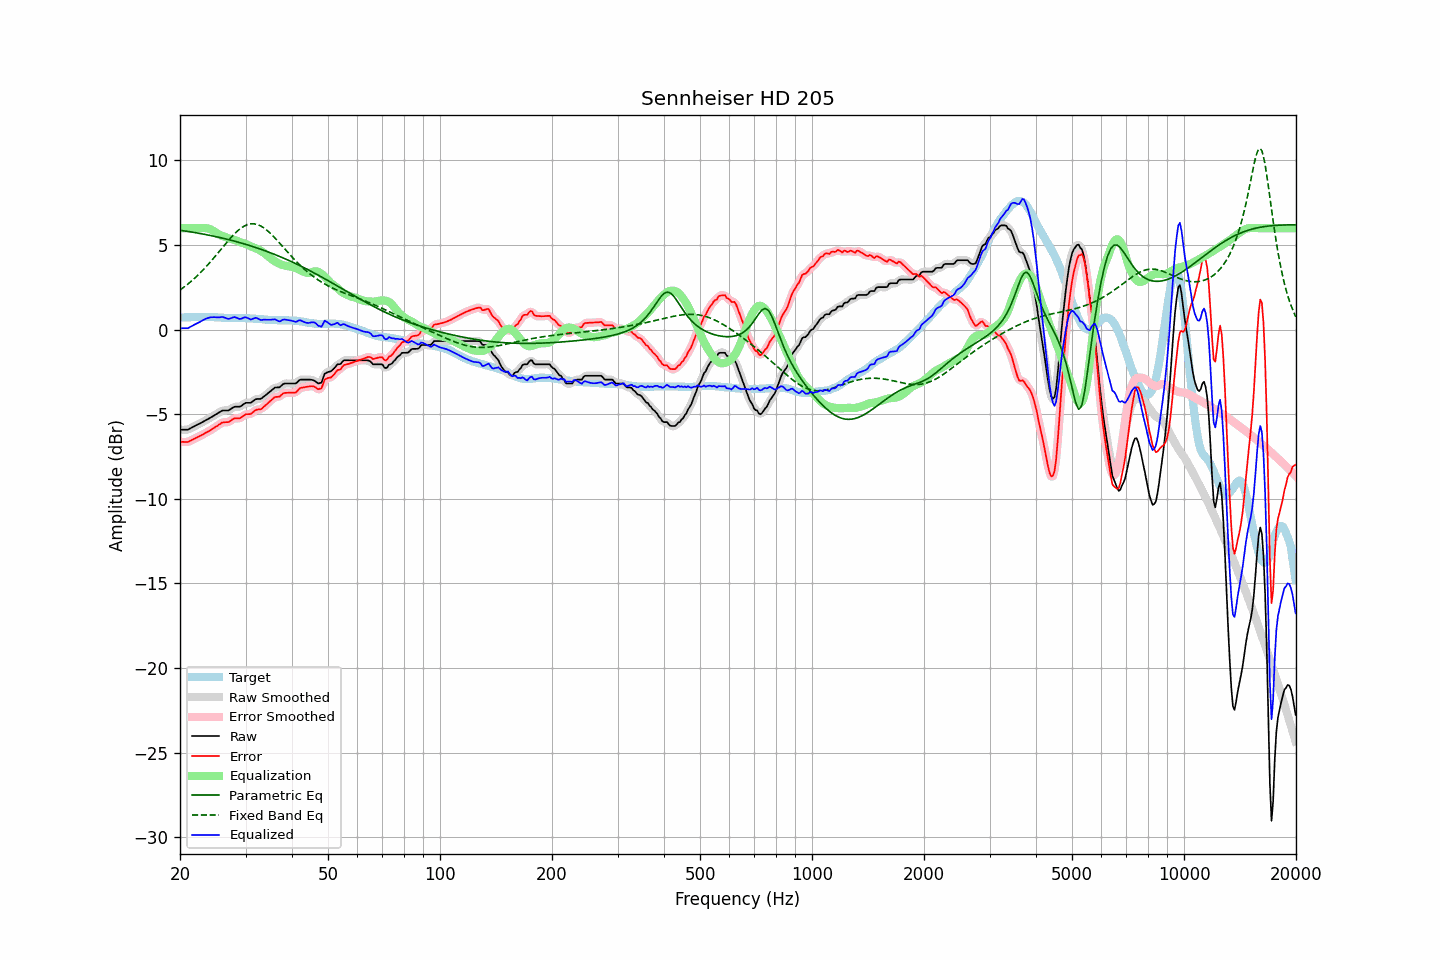 Sennheiser HD 205
Amplitude (dBr)
10
5
0
−5
−10
−15
−20
−25
−30
Target
Raw Smoothed
Error Smoothed
Raw
Error
Equalization
Parametric Eq
Fixed Band Eq
Equalized
20 50 100 200 500 1000 2000 5000 10000 20000
Frequency (Hz)